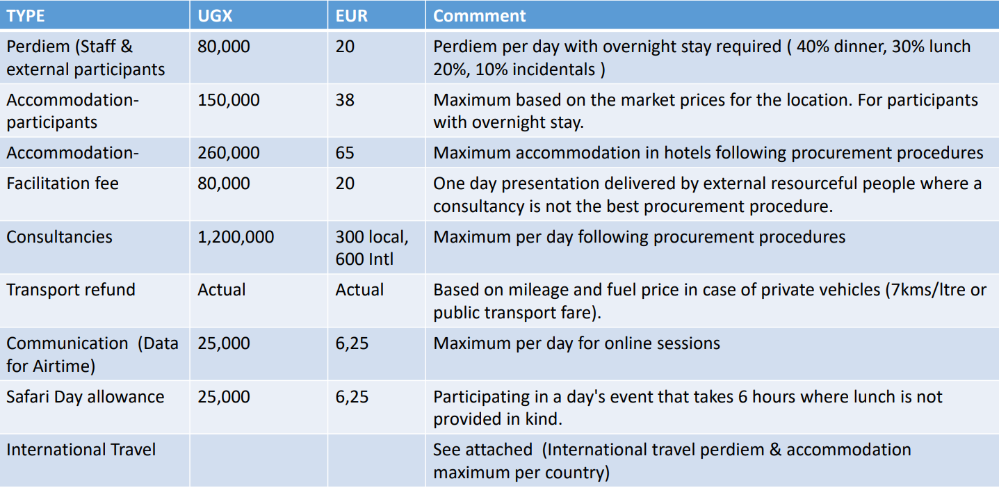 TYPE UGX EUR Commment
Perdiem (Staff & 80,000 20 Perdiem per day with overnight stay required ( 40% dinner, 30% lunch
external participants 20%, 10% incidentals )
Accommodation- 150,000 38 Maximum based on the market prices for the location. For participants
participants with overnight stay.
Accommodation- 260,000 65 Maximum accommodation in hotels following procurement procedures
Facilitation fee 80,000 20 One day presentation delivered by external resourceful people where a
consultancy is not the best procurement procedure.
Consultancies 1,200,000 300 local, Maximum per day following procurement procedures
600 Intl
Transport refund Actual Actual Based on mileage and fuel price in case of private vehicles (7kms/ltre or
public transport fare).
Communication (Data 25,000 6,25 Maximum per day for online sessions
for Airtime)
Safari Day allowance 25,000 6,25 Participating in a day's event that takes 6 hours where lunch is not
provided in kind.
International Travel See attached (International travel perdiem & accommodation
maximum per country)